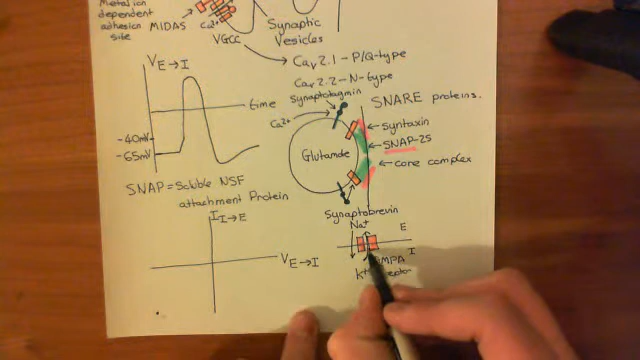 Metal ion
dependent
adhesion
site
MIDAS
Ca²⁺
VGCC
Synaptic
Vesicles
Cav2.1 - P/Q-type
Cav2.2 - N-type
VE→I
time
-40mV
-65mV
Synaptotagmin
Ca²⁺
SNARE proteins.
Syntaxin
SNAP-25
core complex
Glutamate
Synaptobrevin
SNAP = Soluble NSF
attachment Protein
II→E
VE→I
Na⁺
E
I
K⁺